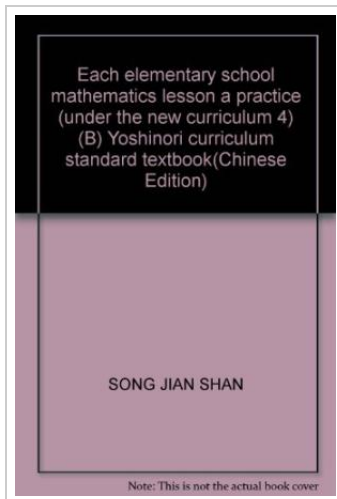 Each elementary school
mathematics lesson a practice
(under the new curriculum 4)
(B) Yoshinori curriculum
standard textbook(Chinese
Edition)
SONG JIAN SHAN
Note: This is not the actual book cover